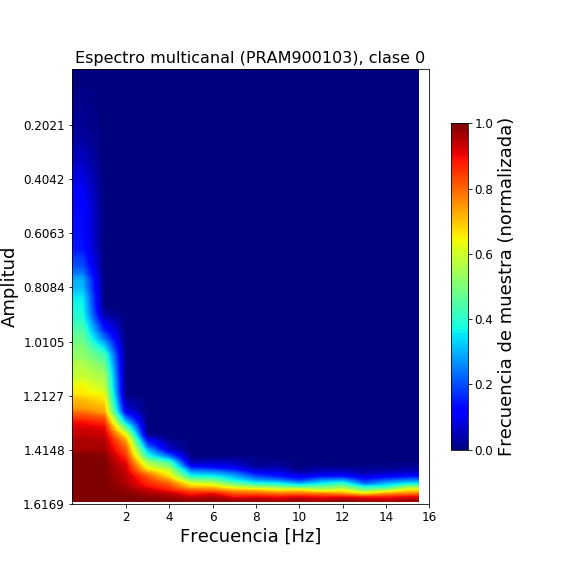 Espectro multicanal (PRAM900103), clase 0
Amplitud
0.2021
0.4042
0.6063
0.8084
1.0105
1.2127
1.4148
1.6169
2 4 6 8 10 12 14 16
Frecuencia [Hz]
1.0
0.8
0.6
0.4
0.2
0.0
Frecuencia de muestra (normalizada)